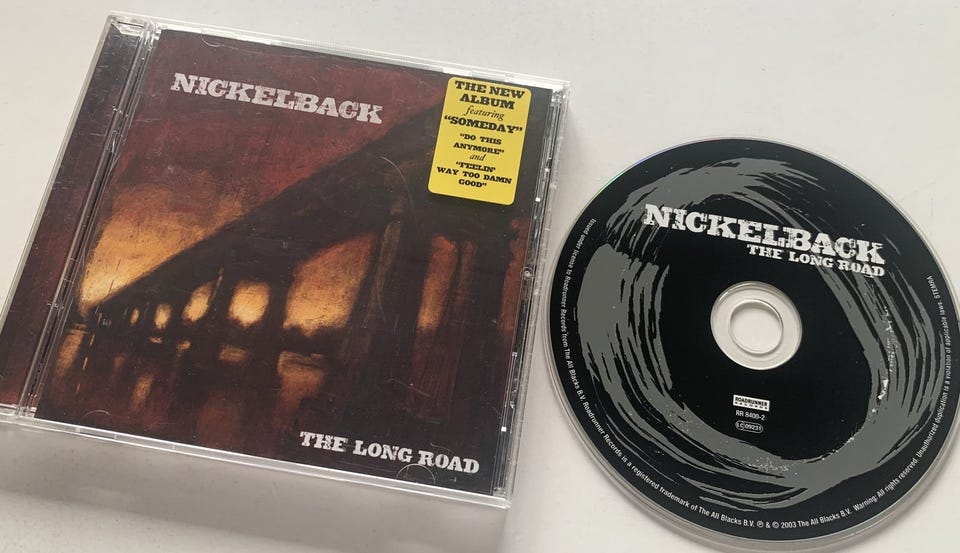 NICKELBACK
THE NEW
ALBUM
featuring
"SOMEDAY"
"DO THIS
ANYMORE"
and
"FEELIN'
WAY TOO DAMN
GOOD"
THE LONG ROAD
NICKELBACK
THE LONG ROAD
ROADRUNNER
RECORDS
RR 8400-2
LC 09231
Issued under license to Roadrunner Records from The All Blacks B.V. Roadrunner Records is a registered trademark of The All Blacks B.V. ℗ & © 2003 The All Blacks B.V. Warning: All rights reserved. Unauthorized duplication is a violation of applicable laws. STEMRA